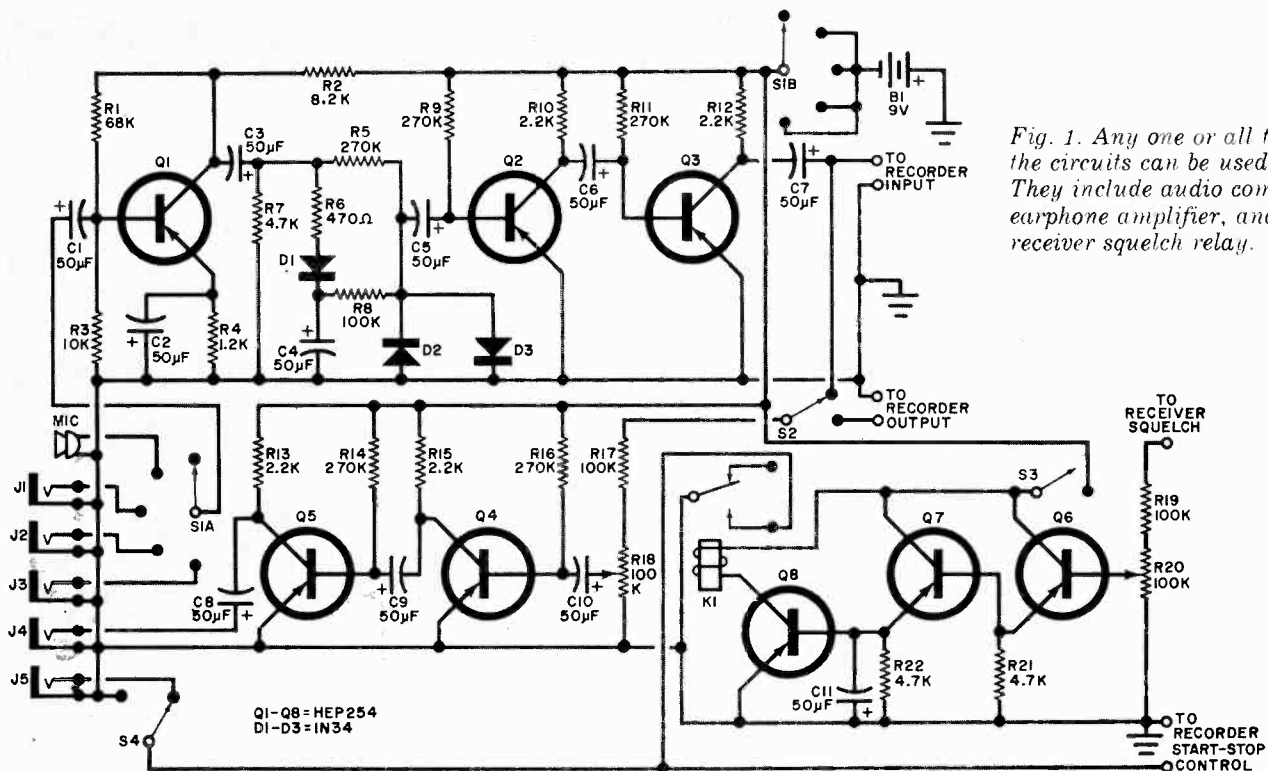 R1
68K
R2
8.2K
R9
270K
R10
2.2K
R11
270K
R12
2.2K
S1B
B1
9V
+
Q1
C3
50µF
+
R5
270K
R7
4.7K
R6
470Ω
D1
C1
50µF
+
R3
10K
C2
50µF
+
R4
1.2K
C4
50µF
+
R8
100K
C5
50µF
+
D2
D3
Q2
C6
50µF
+
Q3
C7
50µF
+
TO
RECORDER
INPUT
TO
RECORDER
OUTPUT
S2
Fig. 1. Any one or all
the circuits can be used
They include audio
earphone amplifier, and
receiver squelch relay.
MIC
J1
J2
J3
J4
J5
S1A
S4
R13
2.2K
R14
270K
R15
2.2K
R16
270K
R17
100K
R18
100
K
Q5
Q4
C8
50µF
+
C9
50µF
+
C10
50µF
+
K1
Q8
Q7
Q6
S3
TO
RECEIVER
SQUELCH
R19
100K
R20
100K
C11
50µF
+
R22
4.7K
R21
4.7K
TO
RECORDER
START-STOP
CONTROL
Q1-Q8=HEP254
D1-D3=1N34